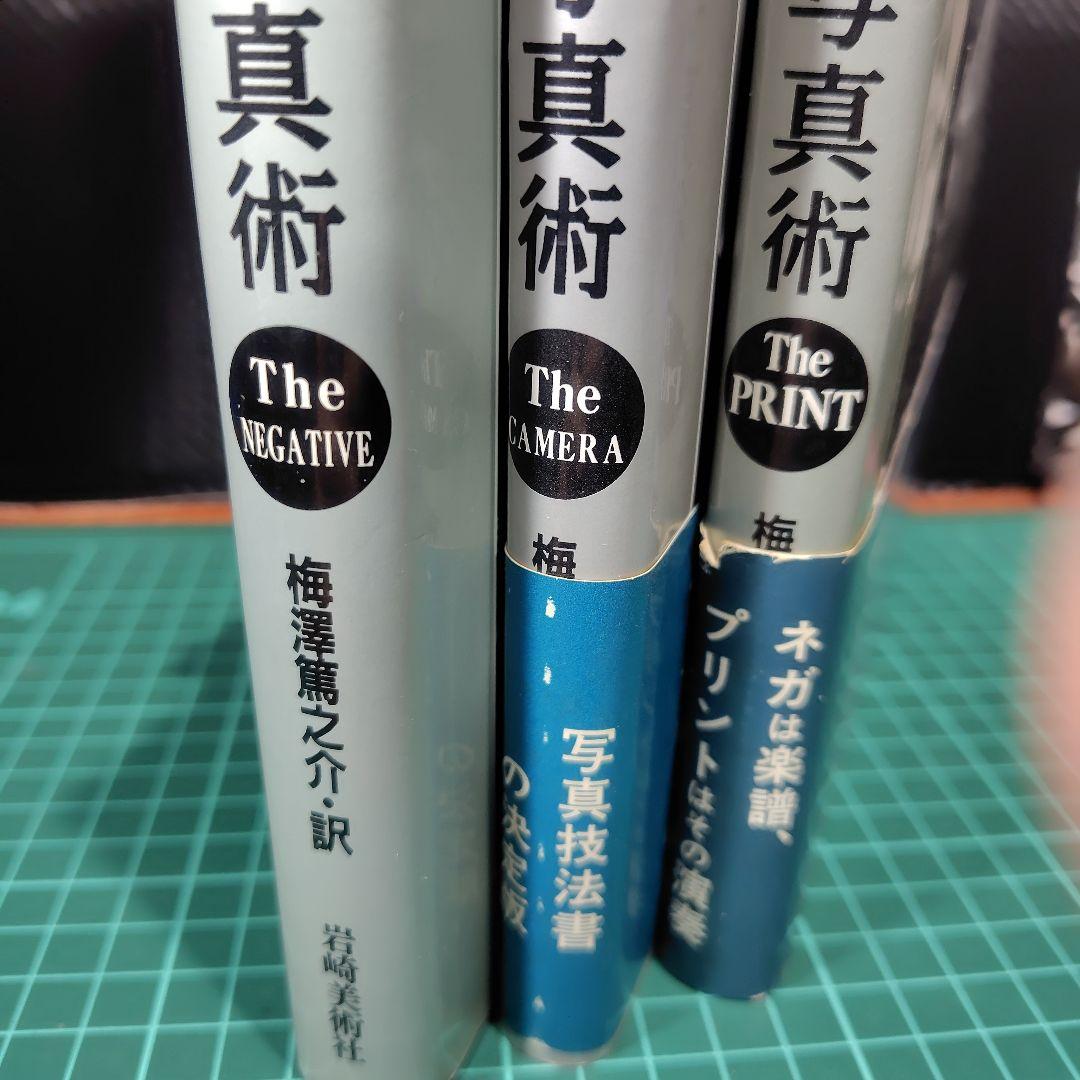 真術
The
NEGATIVE
梅澤篤之介・訳
岩崎美術社
写真術
The
CAMERA
梅
写真技法書
の決定版
写真術
The
PRINT
梅
ネガは楽譜、
プリントはその演奏